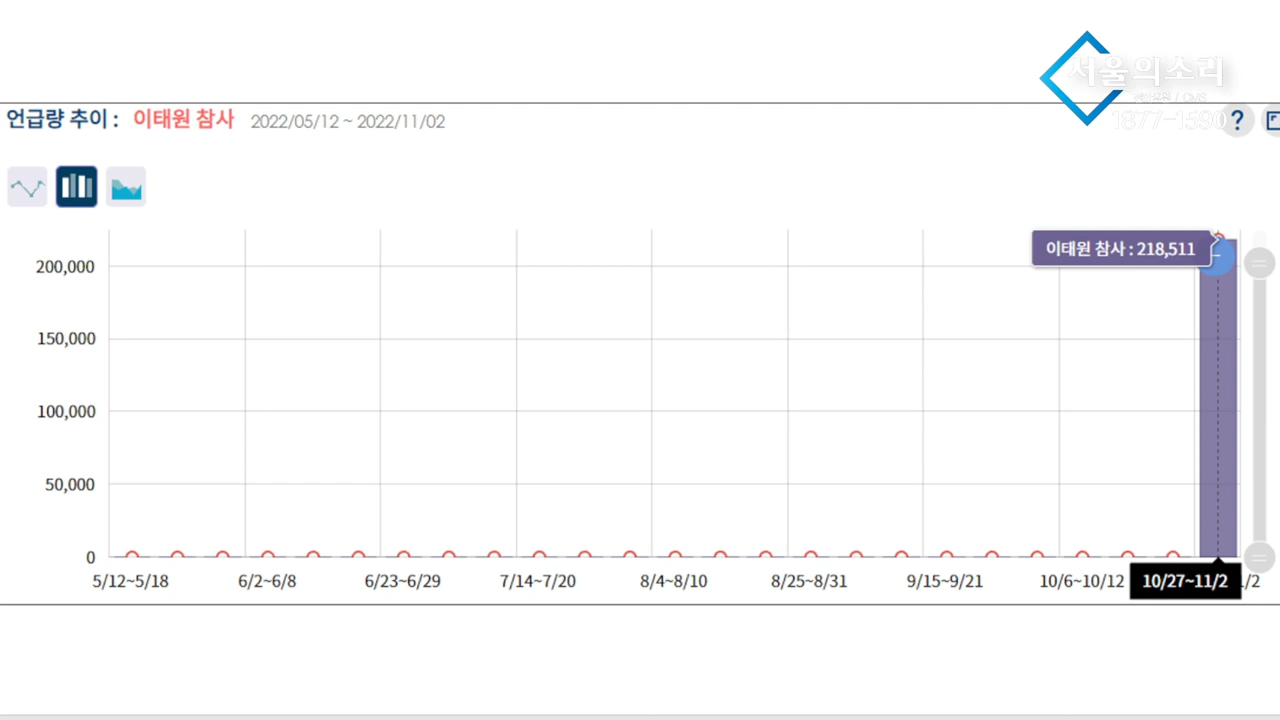 서울의소리
1877-1580
언급량 추이 : 이태원 참사 2022/05/12 ~ 2022/11/02
?
이태원 참사 : 218,511
200,000
150,000
100,000
50,000
0
5/12~5/18 6/2~6/8 6/23~6/29 7/14~7/20 8/4~8/10 8/25~8/31 9/15~9/21 10/6~10/12 10/27~11/2 1/2